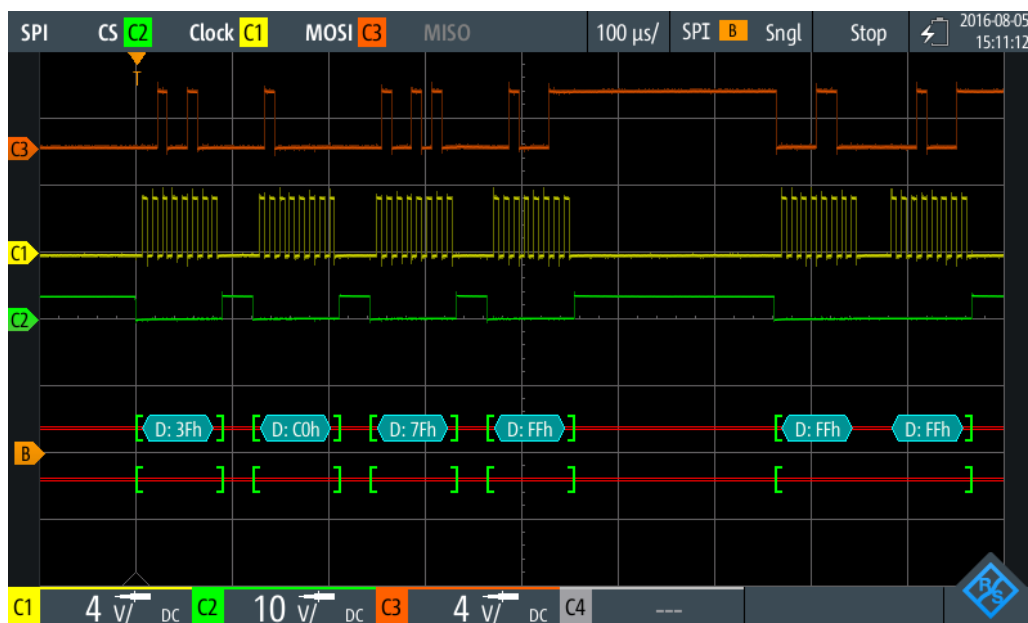 SPI CS C2 Clock C1 MOSI C3 MISO 100 µs/ SPI B Sngl Stop 2016-08-05
15:11:12
T
C3
C1
C2
D: 3Fh D: C0h D: 7Fh D: FFh D: FFh D: FFh
B
C1 4 V/ DC C2 10 V/ DC C3 4 V/ DC C4 ---
R S